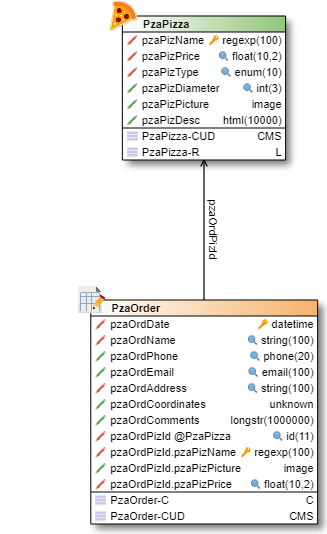 PzaPizza
pzaPizName regexp(100)
pzaPizPrice float(10,2)
pzaPizType enum(10)
pzaPizDiameter int(3)
pzaPizPicture image
pzaPizDesc html(10000)
PzaPizza-CUD CMS
PzaPizza-R L
pzaOrdPizId
PzaOrder
pzaOrdDate datetime
pzaOrdName string(100)
pzaOrdPhone phone(20)
pzaOrdEmail email(100)
pzaOrdAddress string(100)
pzaOrdCoordinates unknown
pzaOrdComments longstr(1000000)
pzaOrdPizId @PzaPizza id(11)
pzaOrdPizId.pzaPizName regexp(100)
pzaOrdPizId.pzaPizPicture image
pzaOrdPizId.pzaPizPrice float(10,2)
PzaOrder-C C
PzaOrder-CUD CMS